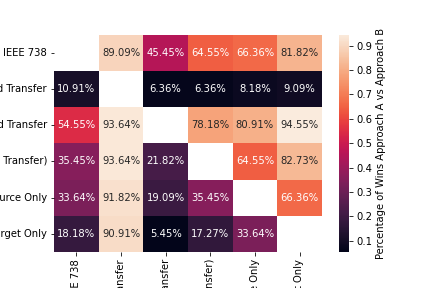 IEEE 738 89.09% 45.45% 64.55% 66.36% 81.82%
d Transfer 10.91% 6.36% 6.36% 8.18% 9.09%
d Transfer 54.55% 93.64% 78.18% 80.91% 94.55%
Transfer) 35.45% 93.64% 21.82% 64.55% 82.73%
urce Only 33.64% 91.82% 19.09% 35.45% 66.36%
rget Only 18.18% 90.91% 5.45% 17.27% 33.64%
E 738
ansfer
ansfer
ansfer)
e Only
t Only
0.9
0.8
0.7
0.6
0.5
0.4
0.3
0.2
0.1
Percentage of Wins Approach A vs Approach B